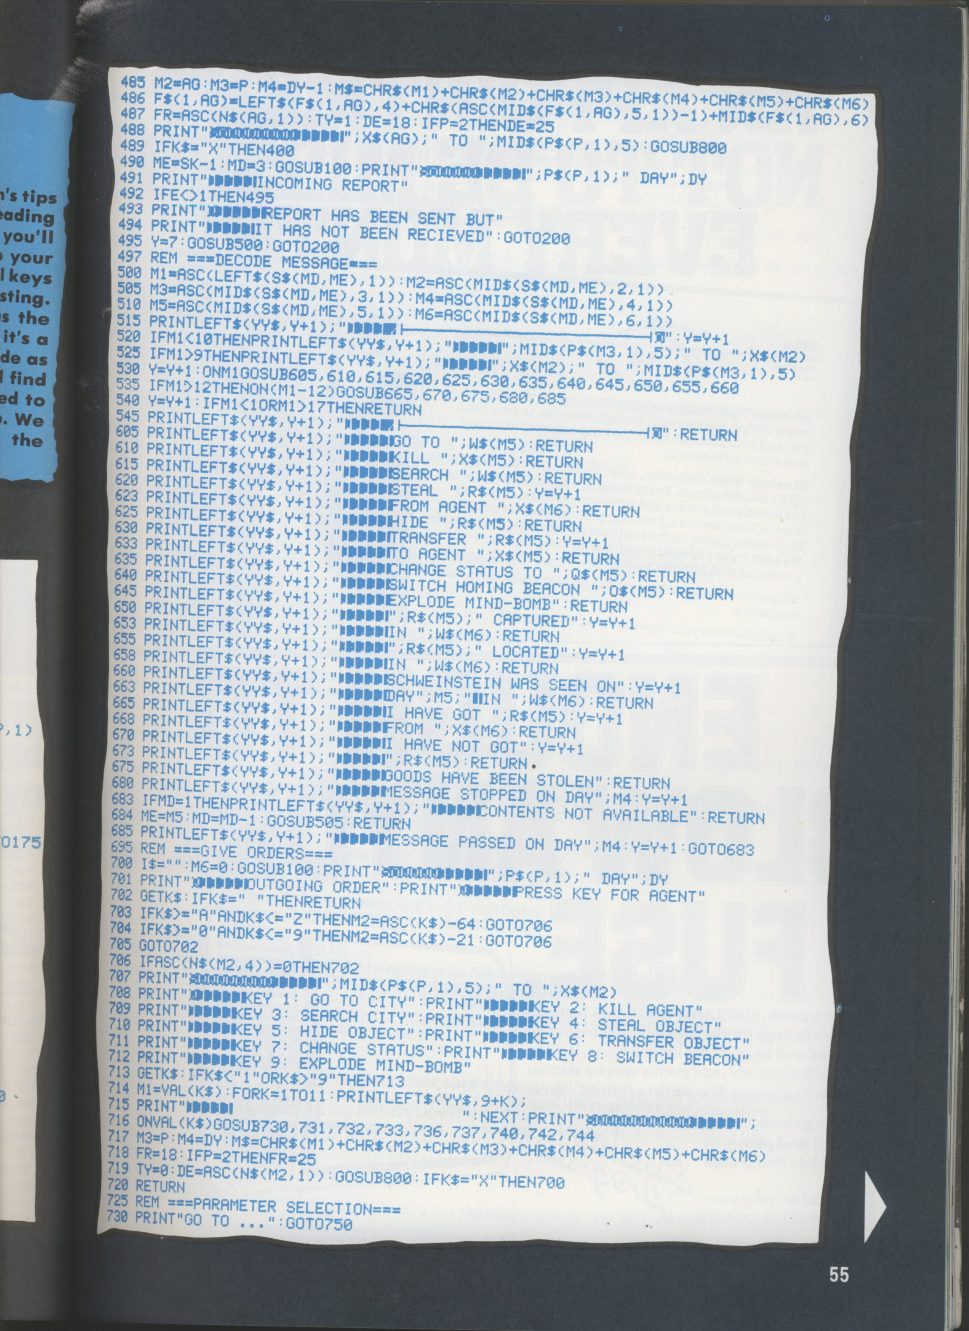 485 M2=AG:M3=P:M4=DY-1:M$=CHR$(M1)+CHR$(M2)+CHR$(M3)+CHR$(M4)+CHR$(M5)+CHR$(M6)
486 F$(1,AG)=LEFT$(F$(1,AG),4)+CHR$(ASC(MID$(F$(1,AG),5,1))-1)+MID$(F$(1,AG),6)
487 FR=ASC(N$(AG,1)):TY=1:DE=18:IFP=2THENDE=25
488 PRINT"";X$(AG);" TO ";MID$(P$(P,1),5):GOSUB800
489 IFK$="X"THEN400
490 ME=SK-1:MD=3:GOSUB100:PRINT"";P$(P,1);" DAY";DY
491 PRINT"INCOMING REPORT"
492 IFE<>1THEN495
493 PRINT"REPORT HAS BEEN SENT BUT"
494 PRINT"IT HAS NOT BEEN RECIEVED":GOTO200
495 Y=7:GOSUB500:GOTO200
497 REM ===DECODE MESSAGE===
500 M1=ASC(LEFT$(S$(MD,ME),1)):M2=ASC(MID$(S$(MD,ME),2,1))
505 M3=ASC(MID$(S$(MD,ME),3,1)):M4=ASC(MID$(S$(MD,ME),4,1))
510 M5=ASC(MID$(S$(MD,ME),5,1)):M6=ASC(MID$(S$(MD,ME),6,1))
515 PRINTLEFT$(YY$,Y+1);"":Y=Y+1
520 IFM1<10THENPRINTLEFT$(YY$,Y+1);"";MID$(P$(M3,1),5);" TO ";X$(M2)
525 IFM1>9THENPRINTLEFT$(YY$,Y+1);"";X$(M2);" TO ";MID$(P$(M3,1),5)
530 Y=Y+1:ONM1GOSUB605,610,615,620,625,630,635,640,645,650,655,660
535 IFM1>12THENON(M1-12)GOSUB665,670,675,680,685
540 Y=Y+1:IFM1<1ORM1>17THENRETURN
545 PRINTLEFT$(YY$,Y+1);"":RETURN
605 PRINTLEFT$(YY$,Y+1);"GO TO ";W$(M5):RETURN
610 PRINTLEFT$(YY$,Y+1);"KILL ";X$(M5):RETURN
615 PRINTLEFT$(YY$,Y+1);"SEARCH ";W$(M5):RETURN
620 PRINTLEFT$(YY$,Y+1);"STEAL ";R$(M5):Y=Y+1
623 PRINTLEFT$(YY$,Y+1);"FROM AGENT ";X$(M6):RETURN
625 PRINTLEFT$(YY$,Y+1);"HIDE ";R$(M5):RETURN
630 PRINTLEFT$(YY$,Y+1);"TRANSFER ";R$(M5):Y=Y+1
633 PRINTLEFT$(YY$,Y+1);"TO AGENT ";X$(M5):RETURN
635 PRINTLEFT$(YY$,Y+1);"CHANGE STATUS TO ";Q$(M5):RETURN
640 PRINTLEFT$(YY$,Y+1);"SWITCH HOMING BEACON ";O$(M5):RETURN
645 PRINTLEFT$(YY$,Y+1);"EXPLODE MIND-BOMB":RETURN
650 PRINTLEFT$(YY$,Y+1);"";R$(M5);" CAPTURED":Y=Y+1
653 PRINTLEFT$(YY$,Y+1);"IN ";W$(M6):RETURN
655 PRINTLEFT$(YY$,Y+1);"";R$(M5);" LOCATED":Y=Y+1
658 PRINTLEFT$(YY$,Y+1);"IN ";W$(M6):RETURN
660 PRINTLEFT$(YY$,Y+1);"SCHWEINSTEIN WAS SEEN ON":Y=Y+1
663 PRINTLEFT$(YY$,Y+1);"DAY";M5;"IN ";W$(M6):RETURN
665 PRINTLEFT$(YY$,Y+1);"I HAVE GOT ";R$(M5):Y=Y+1
668 PRINTLEFT$(YY$,Y+1);"FROM ";X$(M6):RETURN
670 PRINTLEFT$(YY$,Y+1);"I HAVE NOT GOT":Y=Y+1
673 PRINTLEFT$(YY$,Y+1);"";R$(M5):RETURN
675 PRINTLEFT$(YY$,Y+1);"GOODS HAVE BEEN STOLEN":RETURN
680 PRINTLEFT$(YY$,Y+1);"MESSAGE STOPPED ON DAY";M4:Y=Y+1
683 IFMD=1THENPRINTLEFT$(YY$,Y+1);"CONTENTS NOT AVAILABLE":RETURN
684 ME=M5:MD=MD-1:GOSUB505:RETURN
685 PRINTLEFT$(YY$,Y+1);"MESSAGE PASSED ON DAY";M4:Y=Y+1:GOTO683
695 REM ===GIVE ORDERS===
700 I$="":M6=0:GOSUB100:PRINT"";P$(P,1);" DAY";DY
701 PRINT"OUTGOING ORDER":PRINT"PRESS KEY FOR AGENT"
702 GETK$:IFK$=" "THENRETURN
703 IFK$>="A"ANDK$<="Z"THENM2=ASC(K$)-64:GOTO706
704 IFK$>="0"ANDK$<="9"THENM2=ASC(K$)-21:GOTO706
705 GOTO702
706 IFASC(N$(M2,4))=0THEN702
707 PRINT"";MID$(P$(P,1),5);" TO ";X$(M2)
708 PRINT"KEY 1: GO TO CITY":PRINT"KEY 2: KILL AGENT"
709 PRINT"KEY 3: SEARCH CITY":PRINT"KEY 4: STEAL OBJECT"
710 PRINT"KEY 5: HIDE OBJECT":PRINT"KEY 6: TRANSFER OBJECT"
711 PRINT"KEY 7: CHANGE STATUS":PRINT"KEY 8: SWITCH BEACON"
712 PRINT"KEY 9: EXPLODE MIND-BOMB"
713 GETK$:IFK$<"1"ORK$>"9"THEN713
714 M1=VAL(K$):FORK=1TO11:PRINTLEFT$(YY$,9+K);
715 PRINT" ":NEXT:PRINT"";
716 ONVAL(K$)GOSUB730,731,732,733,736,737,740,742,744
717 M3=P:M4=DY:M$=CHR$(M1)+CHR$(M2)+CHR$(M3)+CHR$(M4)+CHR$(M5)+CHR$(M6)
718 FR=18:IFP=2THENFR=25
719 TY=0:DE=ASC(N$(M2,1)):GOSUB800:IFK$="X"THEN700
720 RETURN
725 REM ===PARAMETER SELECTION===
730 PRINT"GO TO ...":GOTO750
55
n's tips
eading
you'll
your
l keys
sting.
s the
it's a
de as
find
ed to
. We
the
P,1)
O175